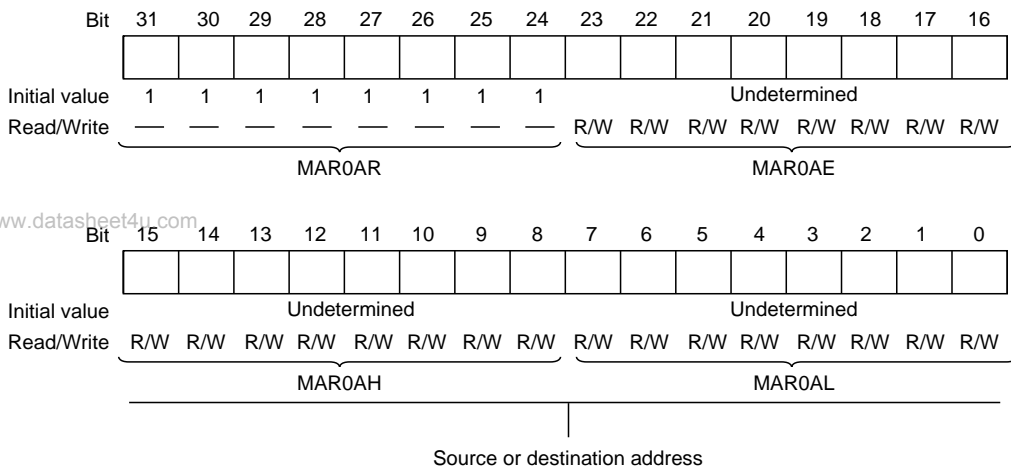 Bit 31 30 29 28 27 26 25 24 23 22 21 20 19 18 17 16
Initial value 1 1 1 1 1 1 1 1 Undetermined
Read/Write — — — — — — — — R/W R/W R/W R/W R/W R/W R/W R/W
MAR0AR MAR0AE
ww.datasheet4u.com
Bit 15 14 13 12 11 10 9 8 7 6 5 4 3 2 1 0
Initial value Undetermined Undetermined
Read/Write R/W R/W R/W R/W R/W R/W R/W R/W R/W R/W R/W R/W R/W R/W R/W R/W
MAR0AH MAR0AL
Source or destination address